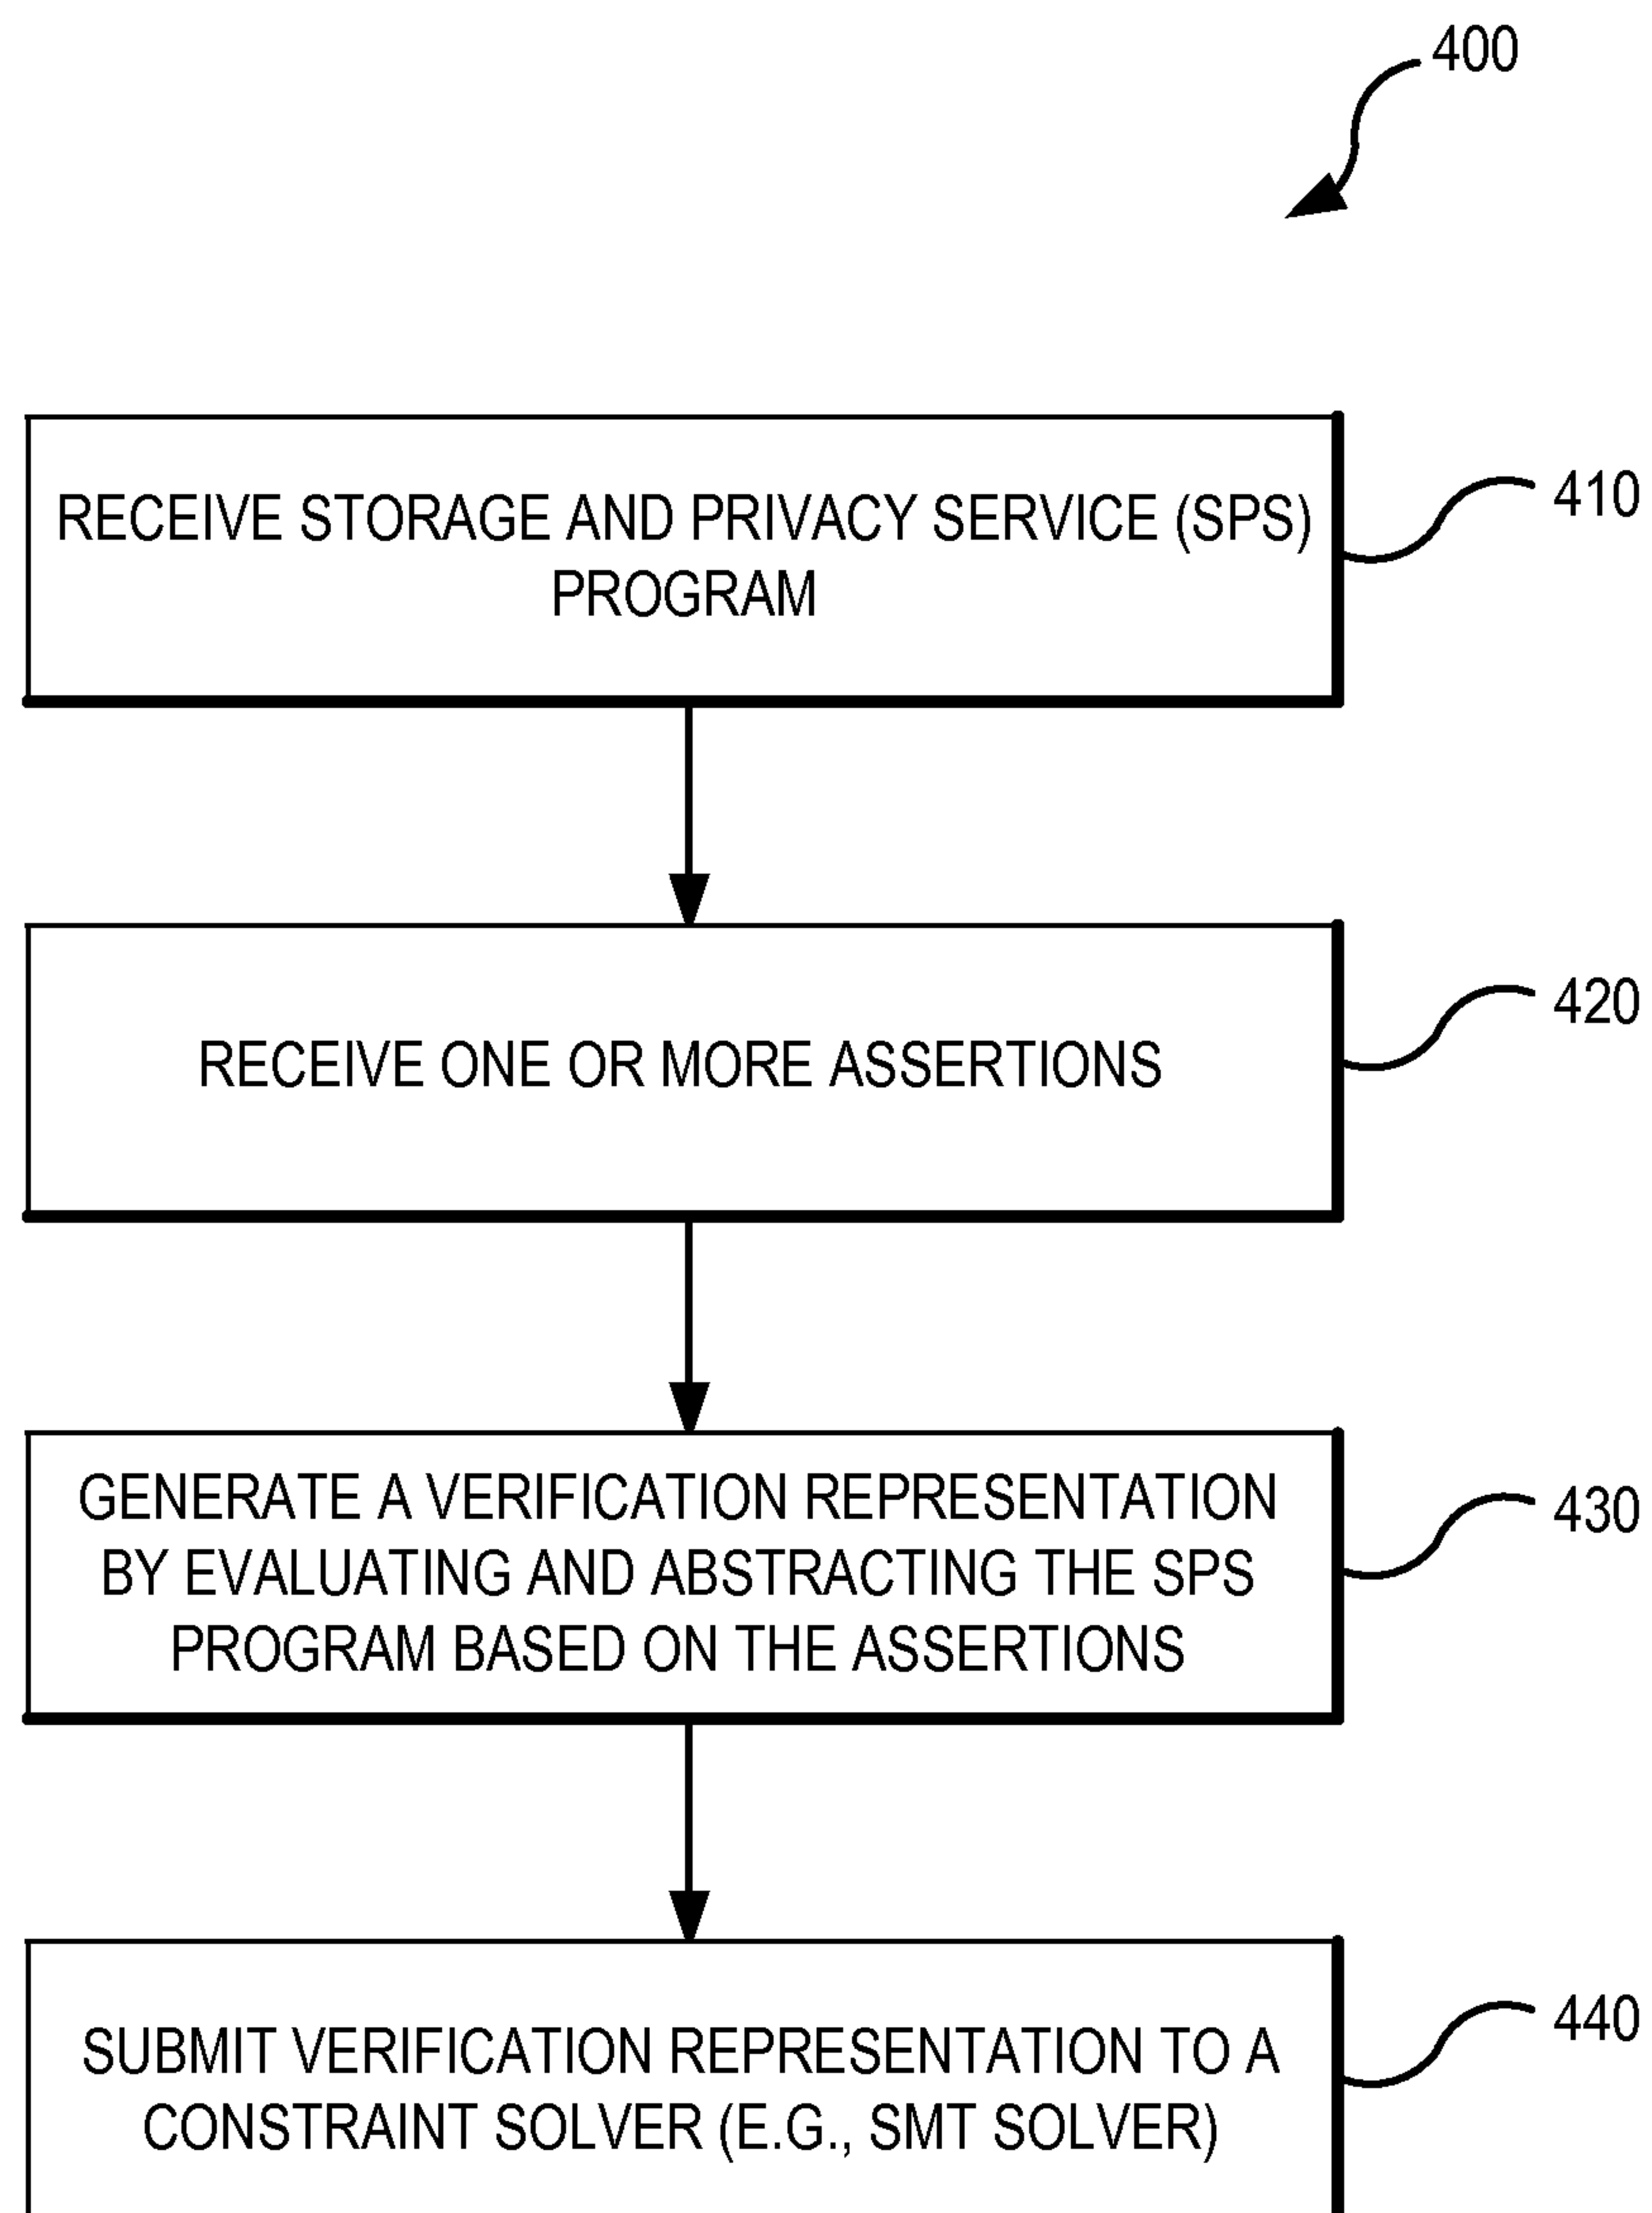 400
RECEIVE STORAGE AND PRIVACY SERVICE (SPS)
PROGRAM
410
RECEIVE ONE OR MORE ASSERTIONS
420
GENERATE A VERIFICATION REPRESENTATION
BY EVALUATING AND ABSTRACTING THE SPS
PROGRAM BASED ON THE ASSERTIONS
430
SUBMIT VERIFICATION REPRESENTATION TO A
CONSTRAINT SOLVER (E.G., SMT SOLVER)
440